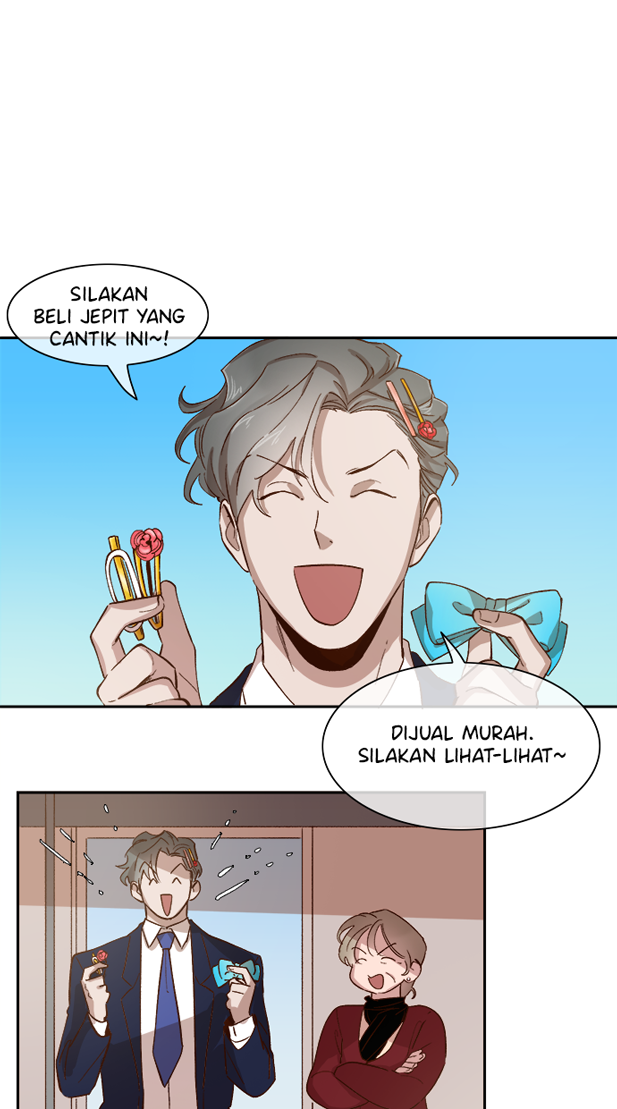 SILAKAN
BELI JEPIT YANG
CANTIK INI~!
DIJUAL MURAH.
SILAKAN LIHAT-LIHAT~